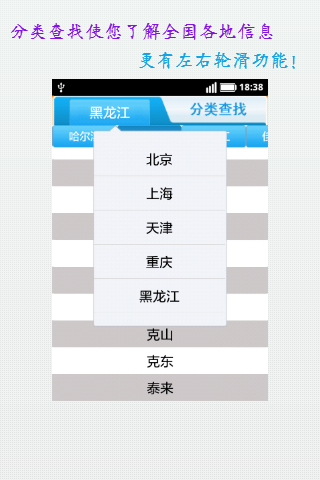 分类查找使您了解全国各地信息
更有左右轮滑功能！
18:38
黑龙江
分类查找
哈尔
江
北京
上海
天津
重庆
黑龙江
克山
克东
泰来